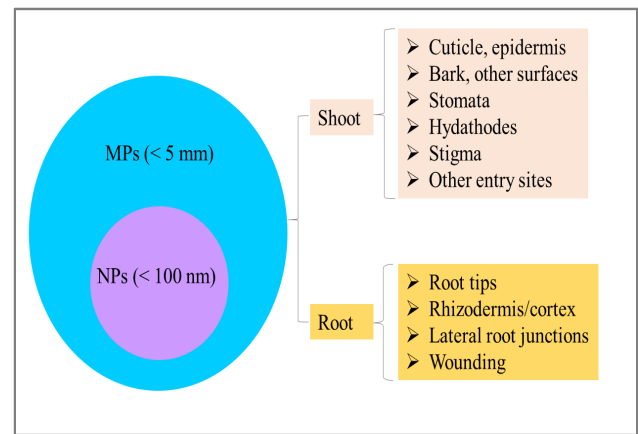 MPs (< 5 mm)
NPs (< 100 nm)
Shoot
➢ Cuticle, epidermis
➢ Bark, other surfaces
➢ Stomata
➢ Hydathodes
➢ Stigma
➢ Other entry sites
Root
➢ Root tips
➢ Rhizodermis/cortex
➢ Lateral root junctions
➢ Wounding